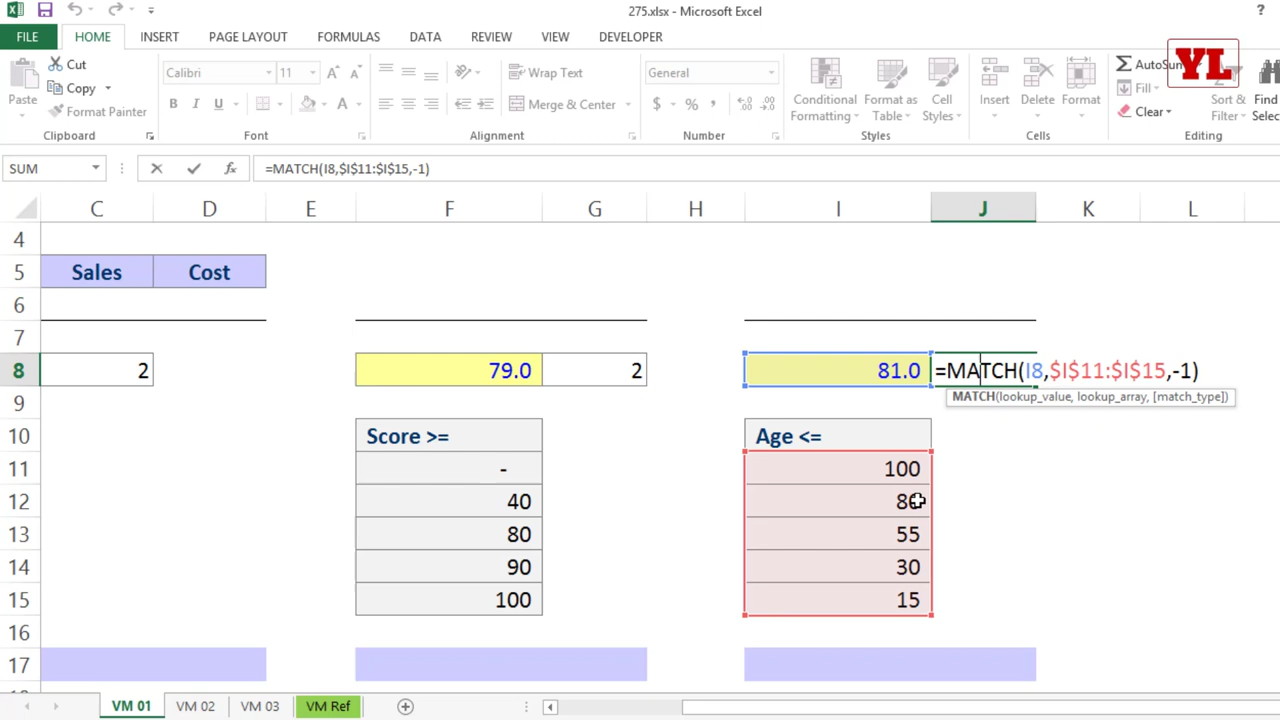 275.xlsx - Microsoft Excel
?
FILE HOME INSERT PAGE LAYOUT FORMULAS DATA REVIEW VIEW DEVELOPER
Paste
Cut
Copy
Format Painter
Calibri 11
B I U
A A
A
Wrap Text
Merge & Center
General
$ % ,
Conditional Formatting
Format as Table
Cell Styles
Insert
Delete
Format
AutoSum
Fill
Clear
Sort & Filter
Find
Selec
YL
Clipboard Font Alignment Number Styles Cells Editing
SUM fx =MATCH(I8,$I$11:$I$15,-1)
C D E F G H I J K L
4
5 Sales Cost
6
7
8 2 79.0 2 81.0 =MATCH(I8,$I$11:$I$15,-1)
MATCH(lookup_value, lookup_array, [match_type])
9
10 Score >= Age <=
11 - 100
12 40
13 80 55
14 90 30
15 100 15
16
17
VM 01 VM 02 VM 03 VM Ref